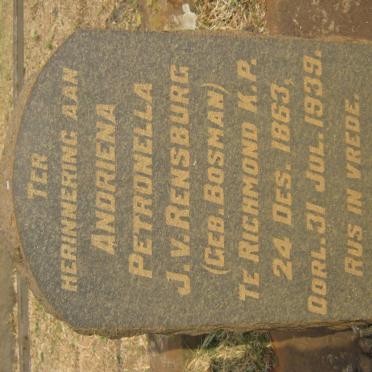 TER
HERINNERING AAN
ANDRIENA
PETRONELLA
J.V. RENSBURG
(GEB. BOSMAN)
TE RICHMOND K.P.
24 DES. 1863,
OORL. 31 JUL. 1939.
RUS IN VREDE.